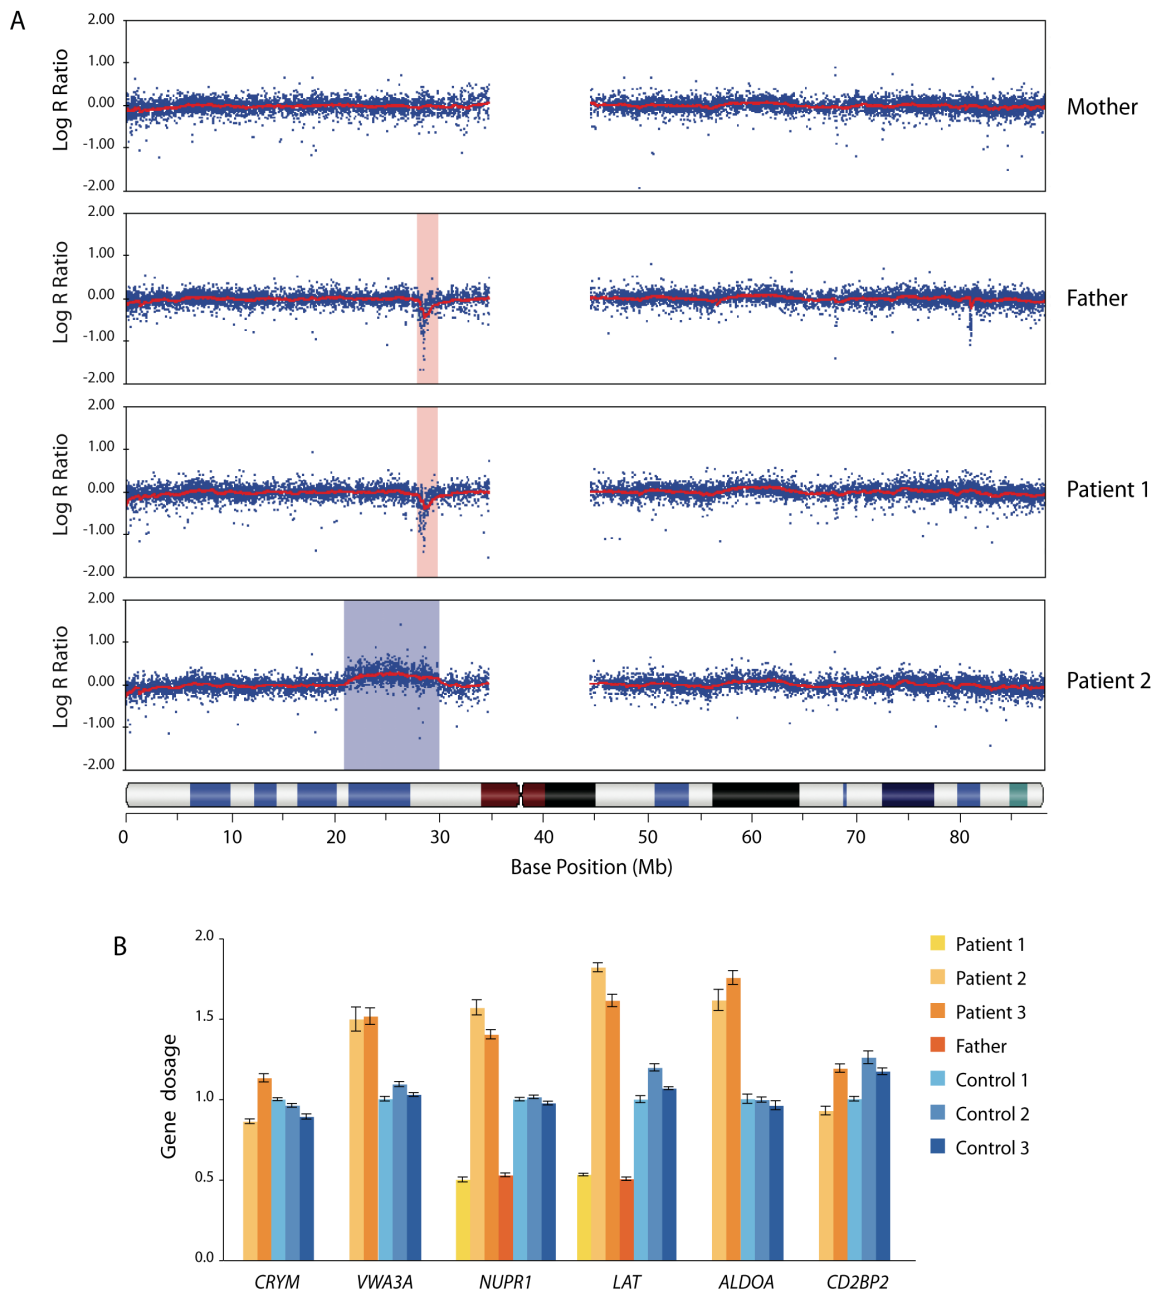 A
2.00
1.00
0.00
-1.00
-2.00
Log R Ratio
Mother
2.00
1.00
0.00
-1.00
-2.00
Log R Ratio
Father
2.00
1.00
0.00
-1.00
-2.00
Log R Ratio
Patient 1
2.00
1.00
0.00
-1.00
-2.00
Log R Ratio
Patient 2
0 10 20 30 40 50 60 70 80
Base Position (Mb)
B
2.0
1.5
1.0
0.5
0.0
Gene dosage
CRYM VWA3A NUPR1 LAT ALDOA CD2BP2
Patient 1
Patient 2
Patient 3
Father
Control 1
Control 2
Control 3